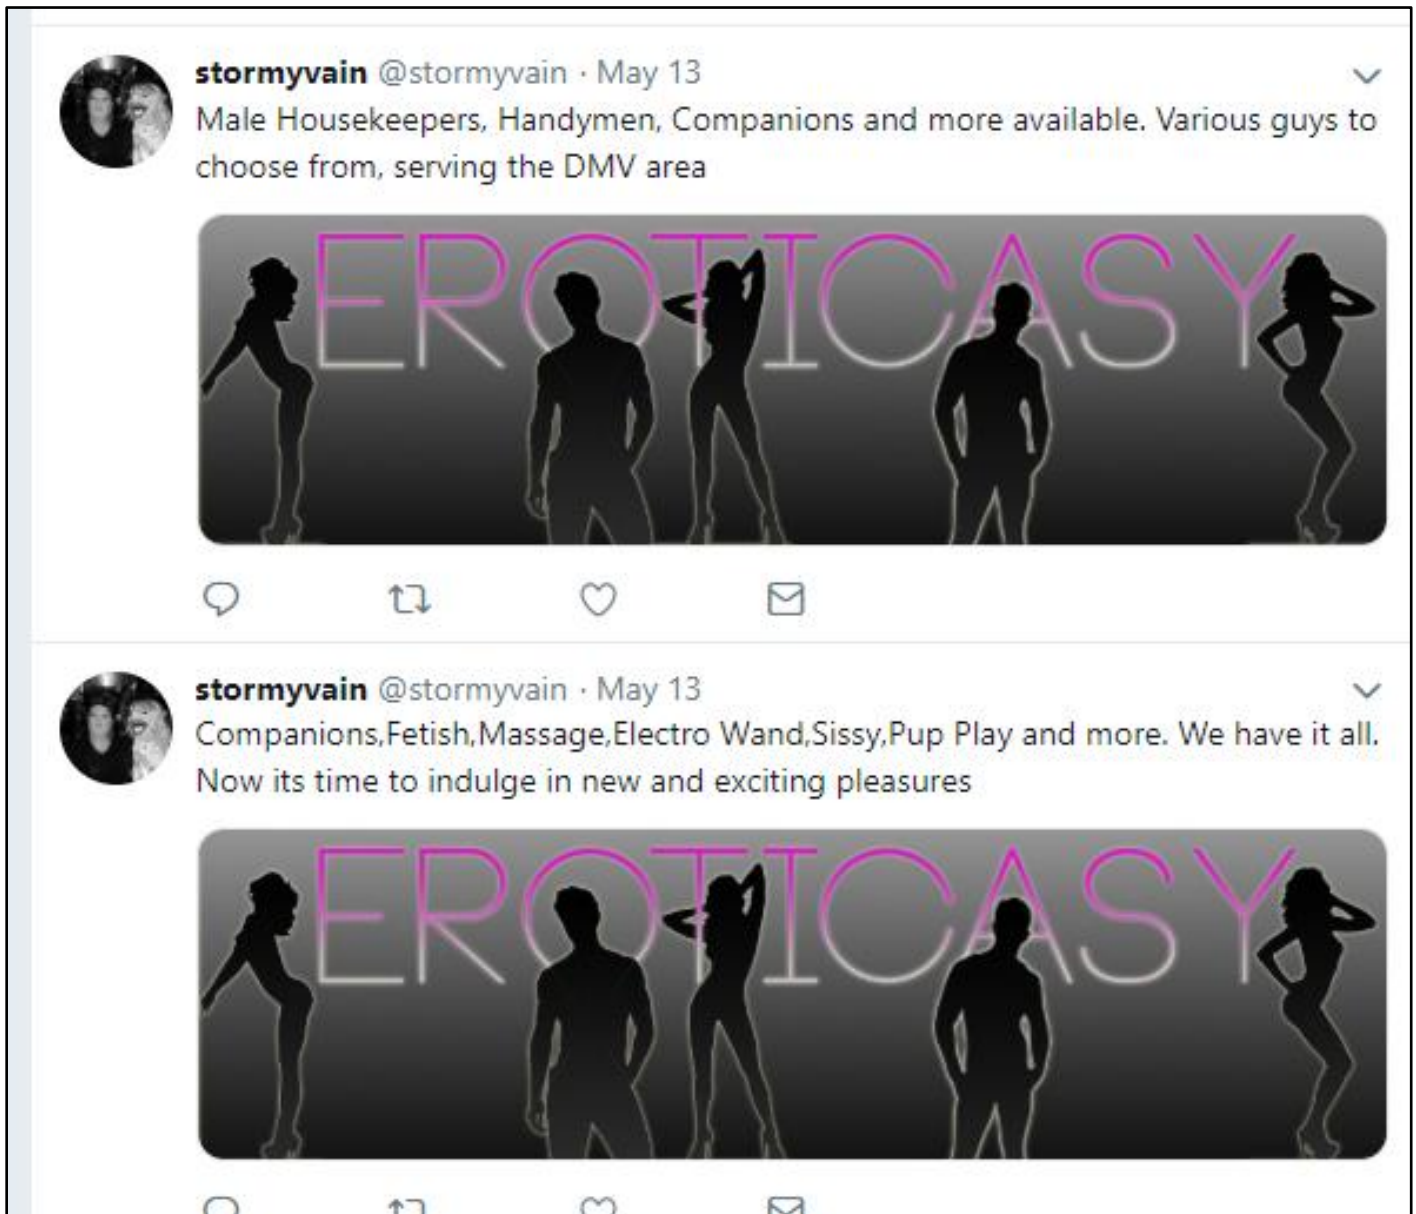 stormyvain @stormyvain · May 13
Male Housekeepers, Handymen, Companions and more available. Various guys to
choose from, serving the DMV area
EROTICASY
stormyvain @stormyvain · May 13
Companions,Fetish,Massage,Electro Wand,Sissy,Pup Play and more. We have it all.
Now its time to indulge in new and exciting pleasures
EROTICASY